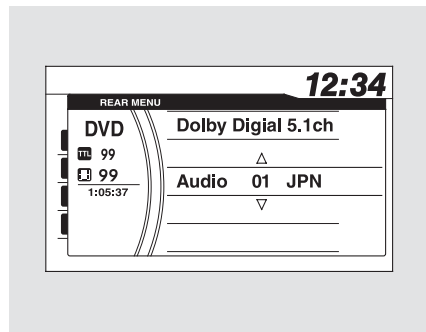 12:34
REAR MENU
DVD
TTL 99
99
1:05:37
Dolby Digial 5.1ch
Audio 01 JPN